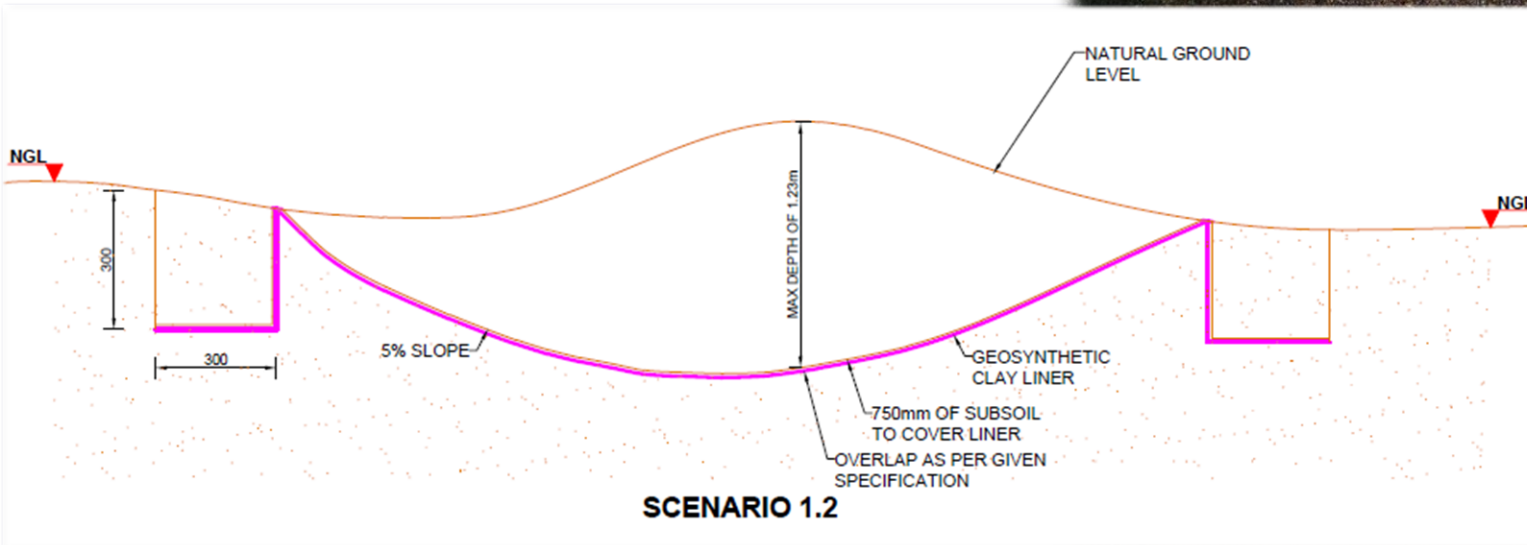 NATURAL GROUND
LEVEL
NGL
NGL
MAX DEPTH OF 1.23m
300
300
5% SLOPE
GEOSYNTHETIC
CLAY LINER
750mm OF SUBSOIL
TO COVER LINER
OVERLAP AS PER GIVEN
SPECIFICATION
SCENARIO 1.2